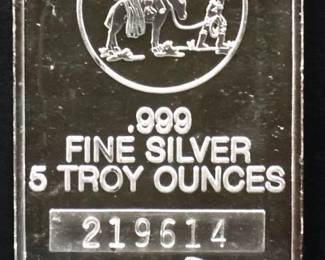 .999
FINE SILVER
5 TROY OUNCES
219614